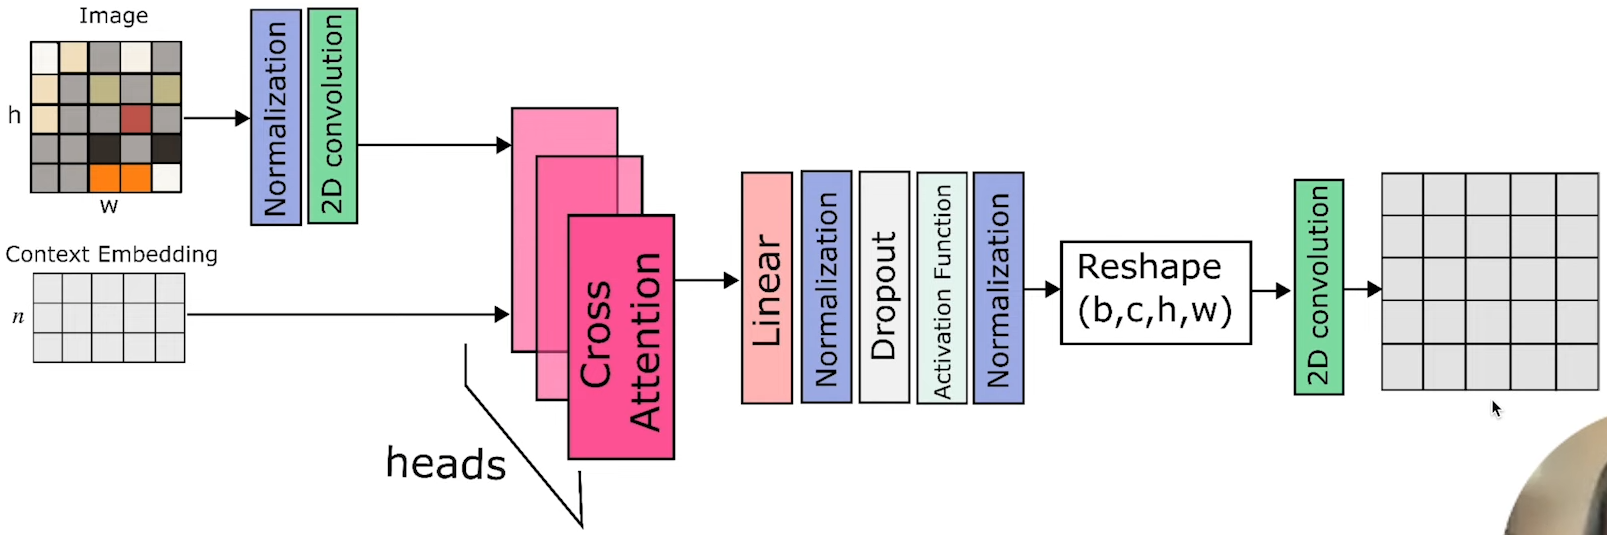 Image
h
w
Normalization
2D convolution
Context Embedding
n
heads
Cross
Attention
Linear
Normalization
Dropout
Activation Function
Normalization
Reshape
(b,c,h,w)
2D convolution